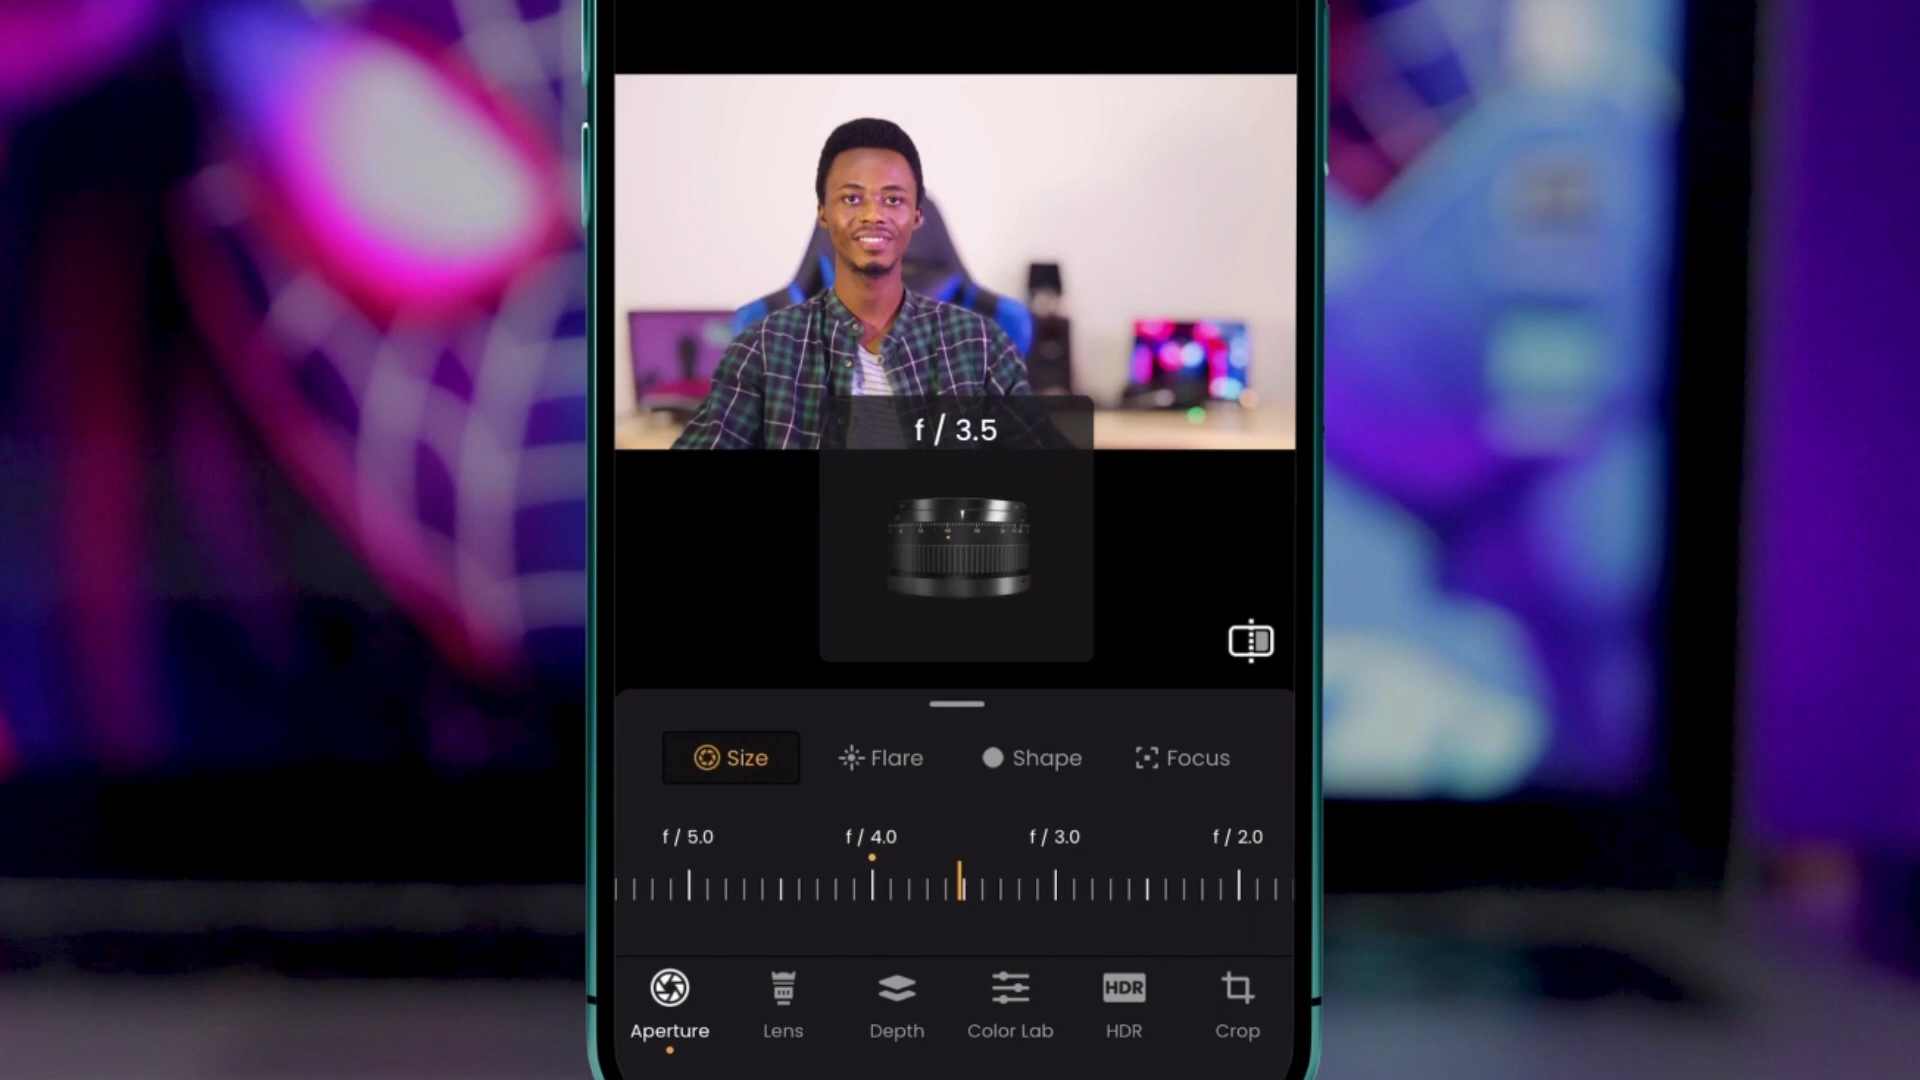 f / 3.5
Size Flare Shape Focus
f / 5.0 f / 4.0 f / 3.0 f / 2.0
HDR
Aperture Lens Depth Color Lab HDR Crop